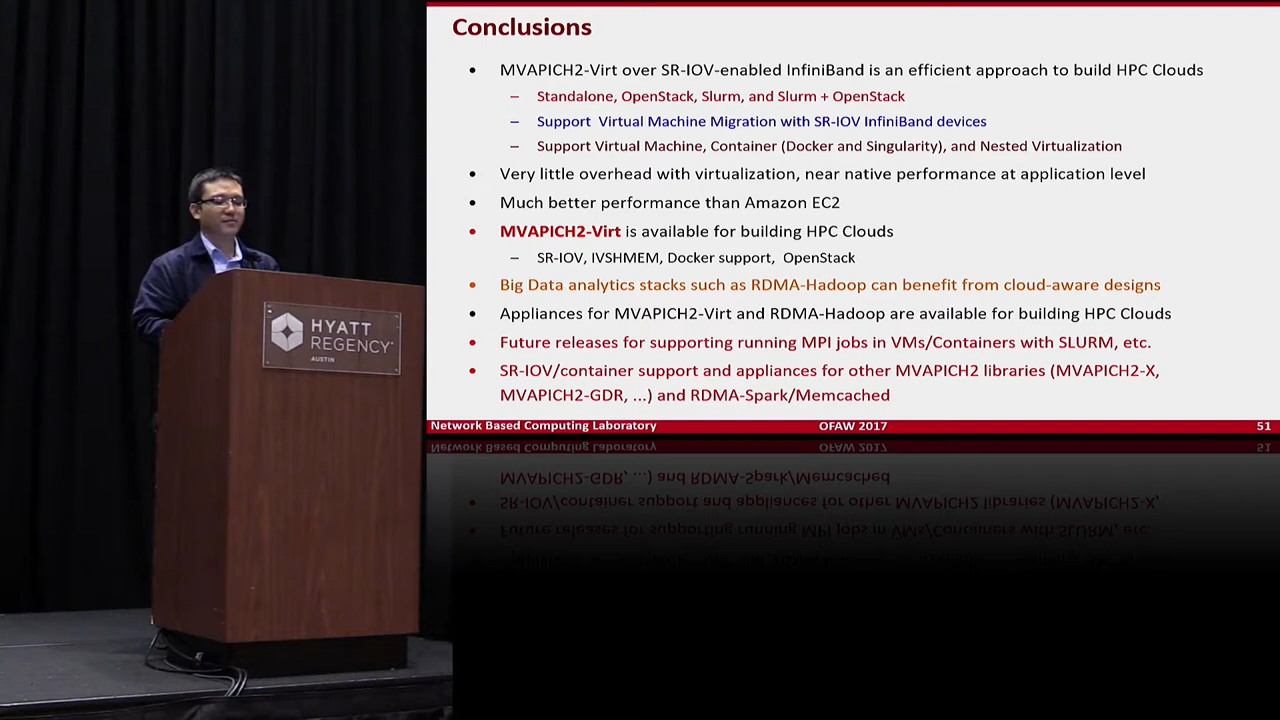 Conclusions
• MVAPICH2-Virt over SR-IOV-enabled InfiniBand is an efficient approach to build HPC Clouds
– Standalone, OpenStack, Slurm, and Slurm + OpenStack
– Support Virtual Machine Migration with SR-IOV InfiniBand devices
– Support Virtual Machine, Container (Docker and Singularity), and Nested Virtualization
• Very little overhead with virtualization, near native performance at application level
• Much better performance than Amazon EC2
• MVAPICH2-Virt is available for building HPC Clouds
– SR-IOV, IVSHMEM, Docker support, OpenStack
• Big Data analytics stacks such as RDMA-Hadoop can benefit from cloud-aware designs
• Appliances for MVAPICH2-Virt and RDMA-Hadoop are available for building HPC Clouds
• Future releases for supporting running MPI jobs in VMs/Containers with SLURM, etc.
• SR-IOV/container support and appliances for other MVAPICH2 libraries (MVAPICH2-X,
MVAPICH2-GDR, ...) and RDMA-Spark/Memcached
Network Based Computing Laboratory OFAW 2017 51
HYATT
REGENCY
AUSTIN